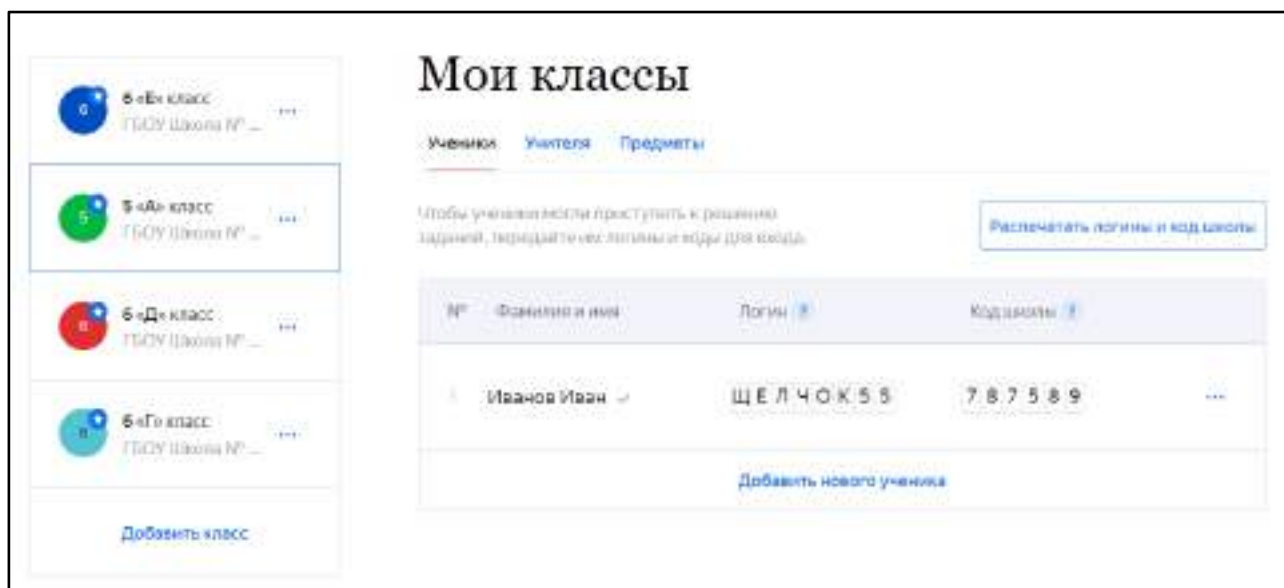 6 «Е» класс
ГБОУ Школа № ...
5 «А» класс
ГБОУ Школа № ...
6 «Д» класс
ГБОУ Школа № ...
6 «Г» класс
ГБОУ Школа № ...
Добавить класс
Мои классы
Ученики Учителя Предметы
Чтобы ученики могли приступить к решению
заданий, передайте им логины и коды для входа.
Распечатать логины и код школы
№ Фамилия и имя Логин ? Код школы ?
1 Иванов Иван ЩЕЛЧОК55 787589
Добавить нового ученика